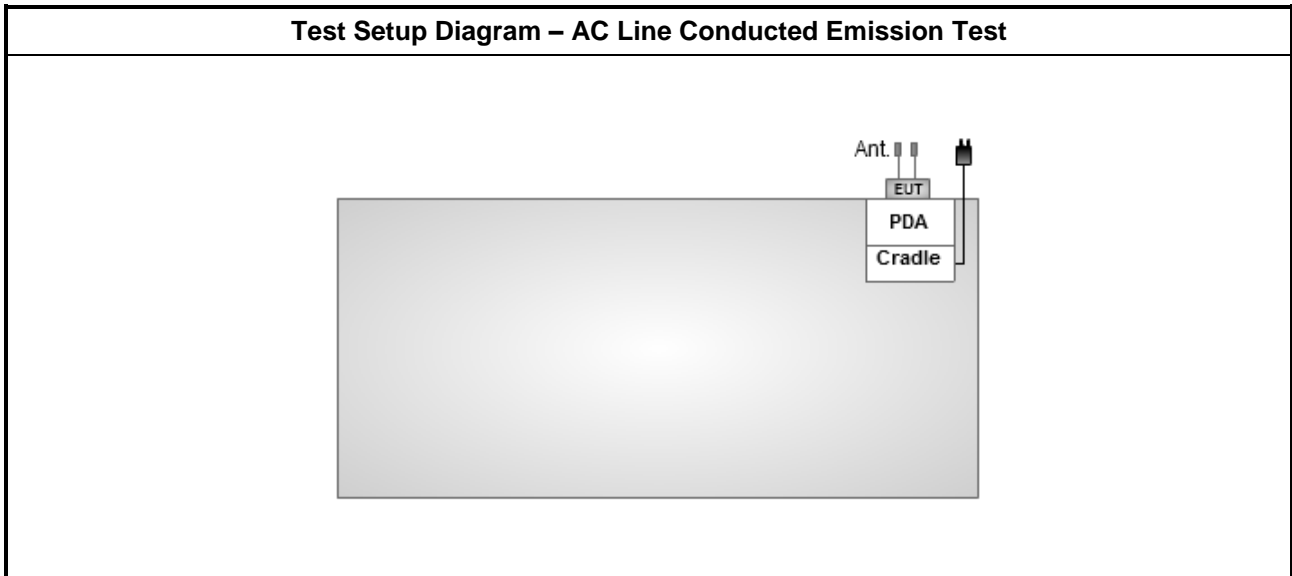 Test Setup Diagram – AC Line Conducted Emission Test
Ant.
EUT
PDA
Cradle